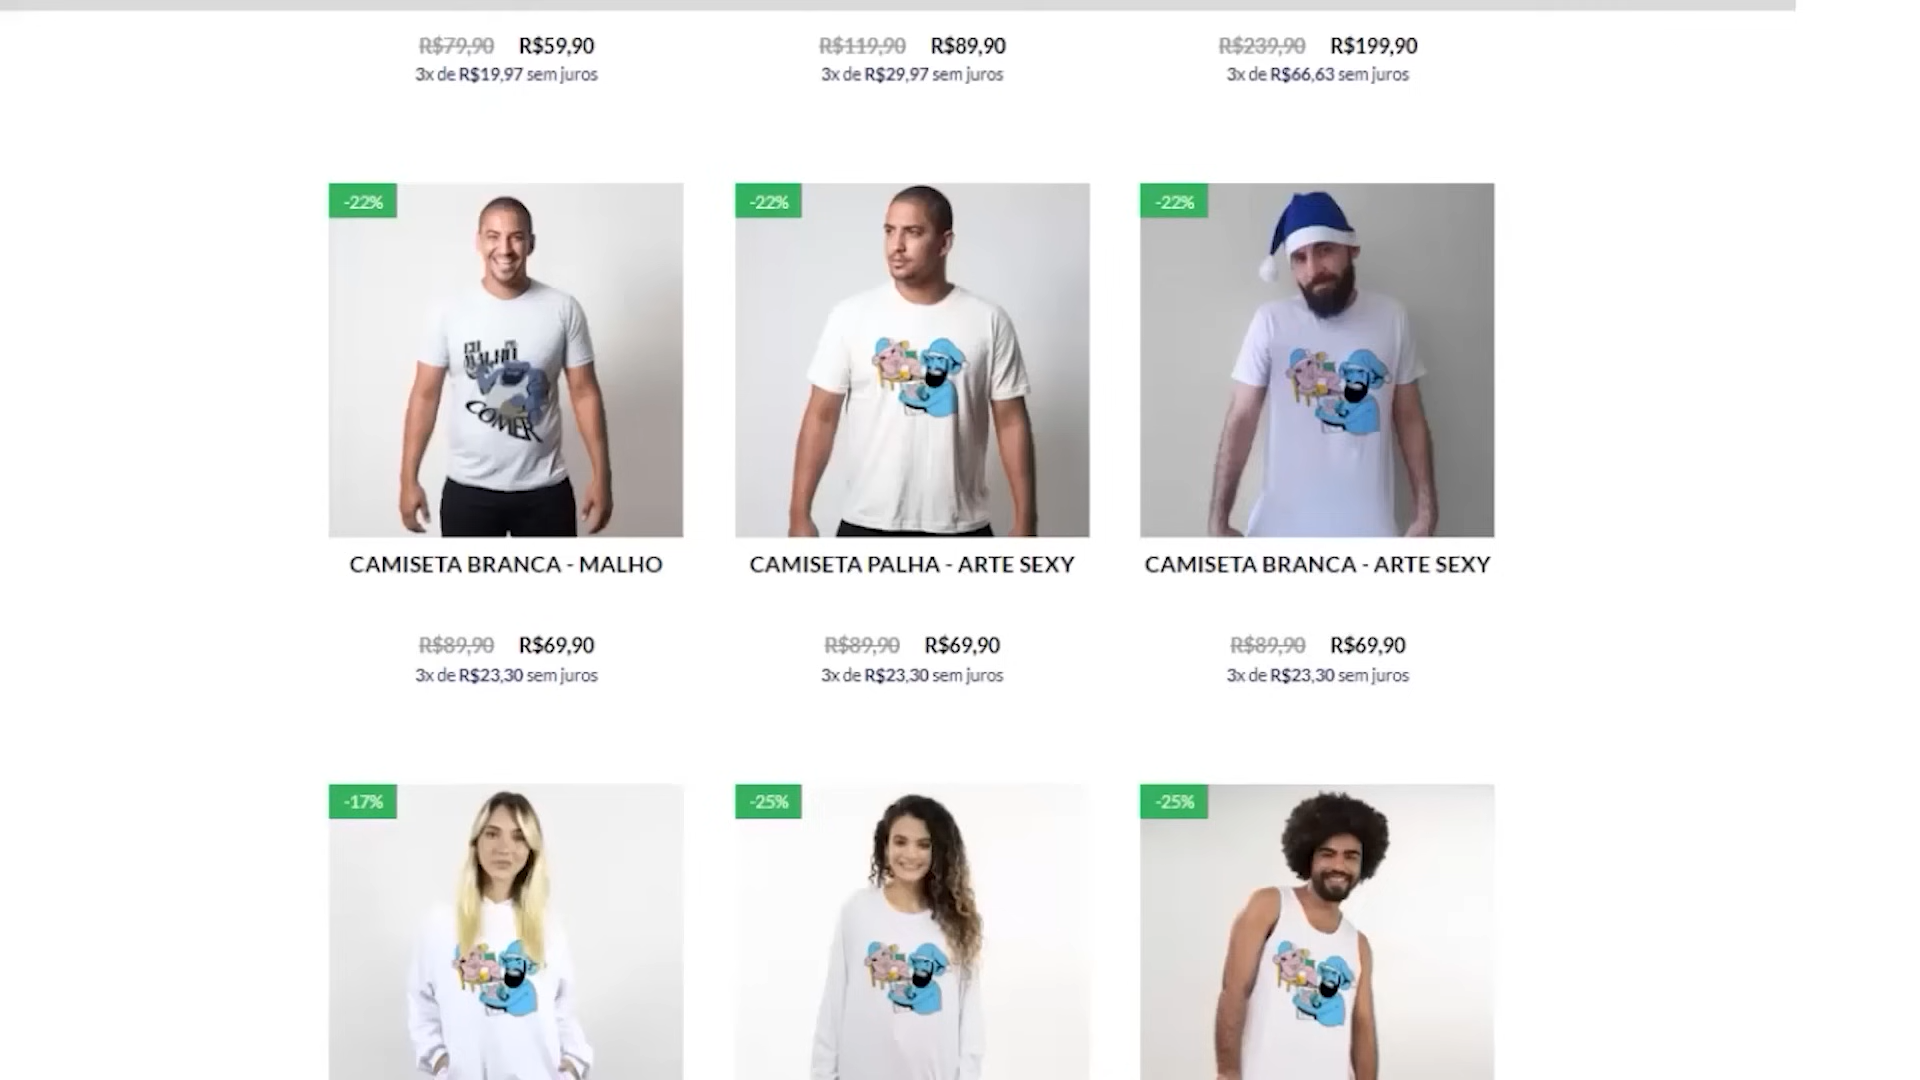 R$79,90 R$59,90
3x de R$19,97 sem juros
R$119,90 R$89,90
3x de R$29,97 sem juros
R$239,90 R$199,90
3x de R$66,63 sem juros
-22%
COMER
CAMISETA BRANCA - MALHO
R$89,90 R$69,90
3x de R$23,30 sem juros
-22%
CAMISETA PALHA - ARTE SEXY
R$89,90 R$69,90
3x de R$23,30 sem juros
-22%
CAMISETA BRANCA - ARTE SEXY
R$89,90 R$69,90
3x de R$23,30 sem juros
-17%
-25%
-25%